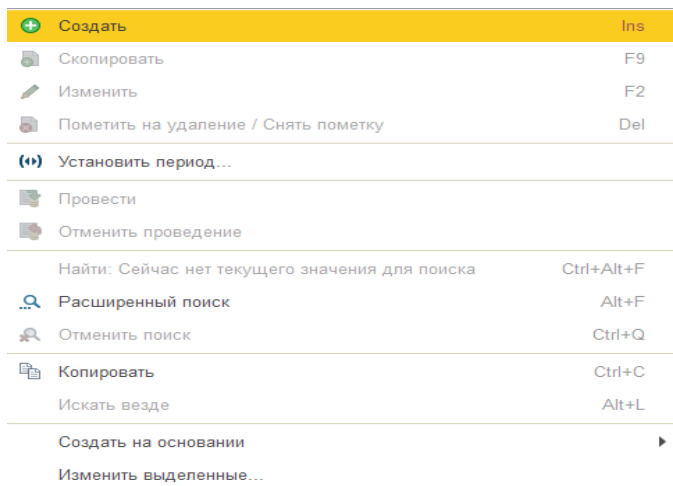 Создать Ins
Скопировать F9
Изменить F2
Пометить на удаление / Снять пометку Del
Установить период...
Провести
Отменить проведение
Найти: Сейчас нет текущего значения для поиска Ctrl+Alt+F
Расширенный поиск Alt+F
Отменить поиск Ctrl+Q
Копировать Ctrl+C
Искать везде Alt+L
Создать на основании
Изменить выделенные...